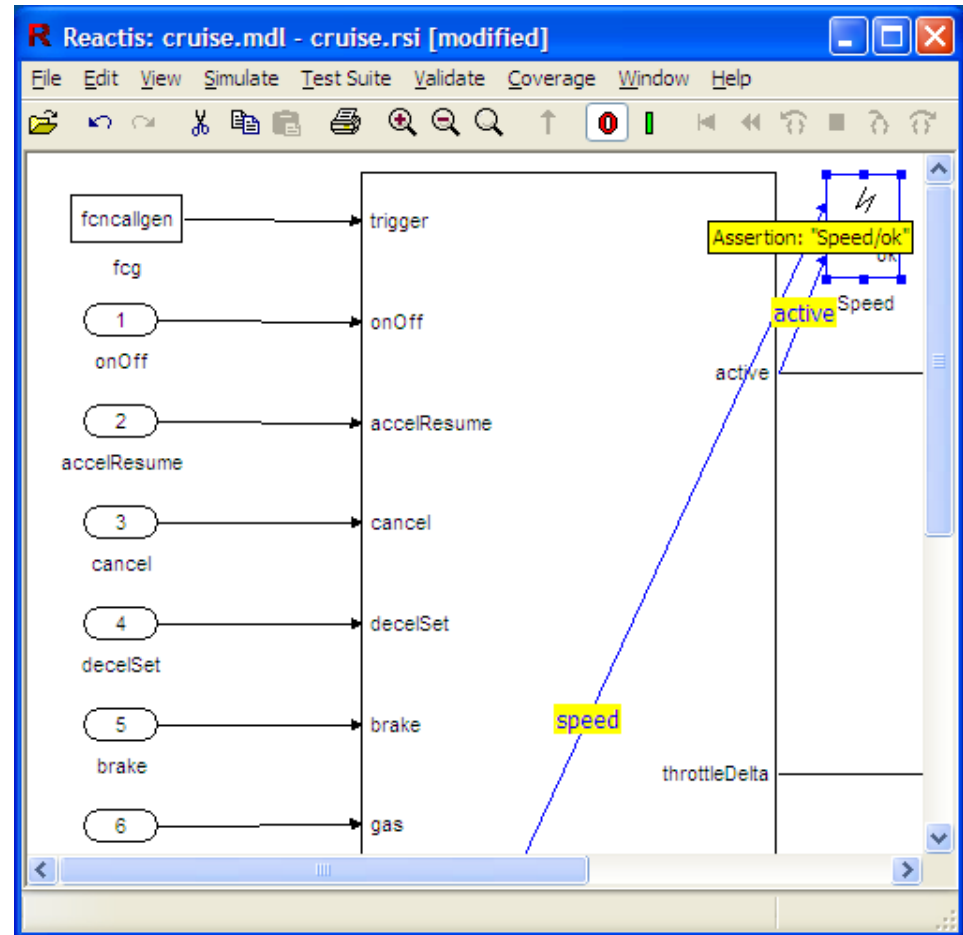 Reactis: cruise.mdl - cruise.rsi [modified]
File Edit View Simulate Test Suite Validate Coverage Window Help
fcncallgen
trigger
fcg
Assertion: "Speed/ok"
ok
Speed
1
onOff
onOff
active
active
2
accelResume
accelResume
3
cancel
cancel
4
decelSet
decelSet
5
brake
speed
brake
throttleDelta
6
gas